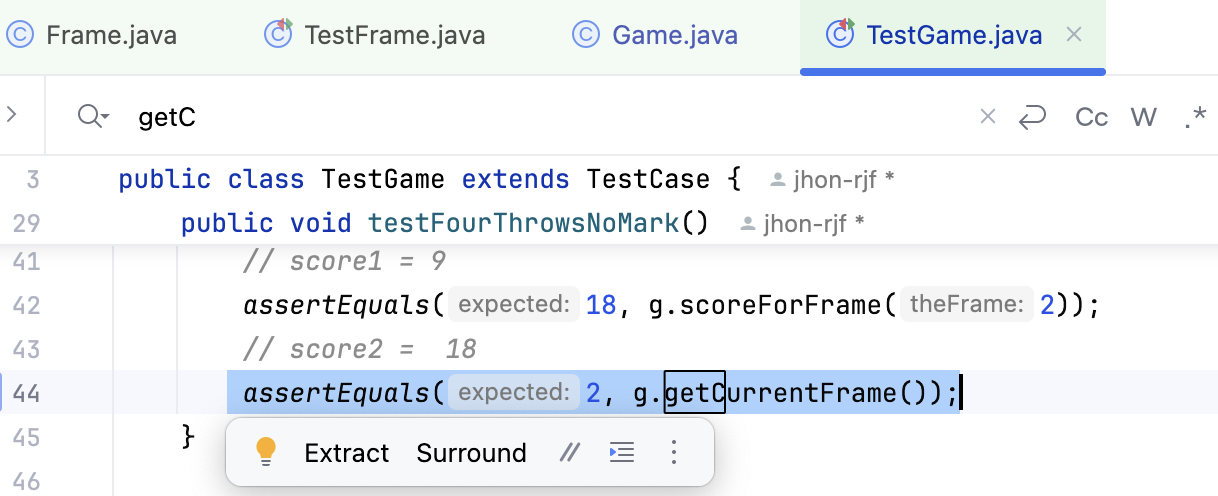 Frame.java TestFrame.java Game.java TestGame.java
getC Cc W .*
3 public class TestGame extends TestCase { jhon-rjf *
29 public void testFourThrowsNoMark() jhon-rjf *
41 // score1 = 9
42 assertEquals( expected: 18, g.scoreForFrame( theFrame: 2));
43 // score2 =  18
44 assertEquals( expected: 2, g.getCurrentFrame());
45 }
Extract Surround //
46